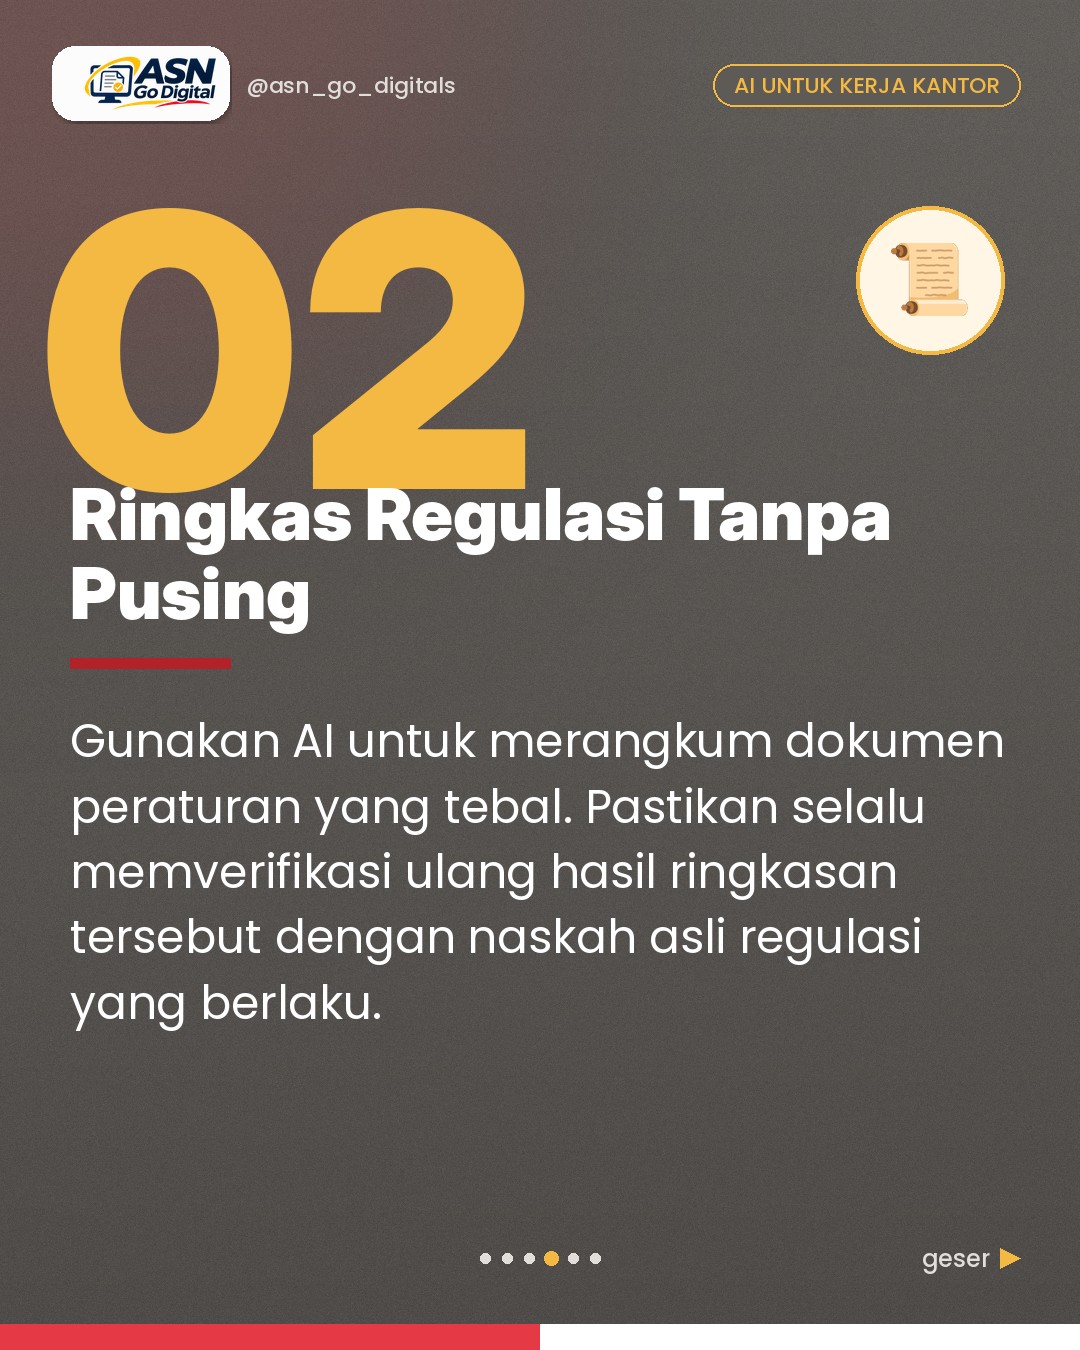 ASN
Go Digital
@asn_go_digitals
AI UNTUK KERJA KANTOR
02
Ringkas Regulasi Tanpa
Pusing
Gunakan AI untuk merangkum dokumen
peraturan yang tebal. Pastikan selalu
memverifikasi ulang hasil ringkasan
tersebut dengan naskah asli regulasi
yang berlaku.
geser